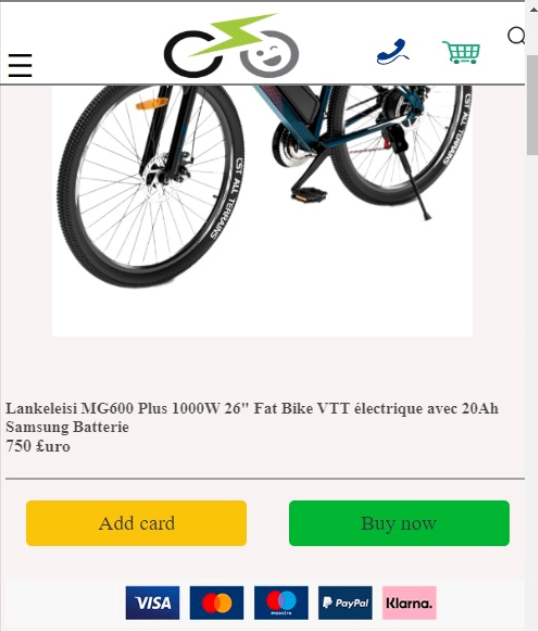 CST ALL TERRAINS
CST ALL TERRAINS
Lankeleisi MG600 Plus 1000W 26" Fat Bike VTT électrique avec 20Ah
Samsung Batterie
750 £uro
Add card
Buy now
VISA
maestro
PayPal
Klarna.